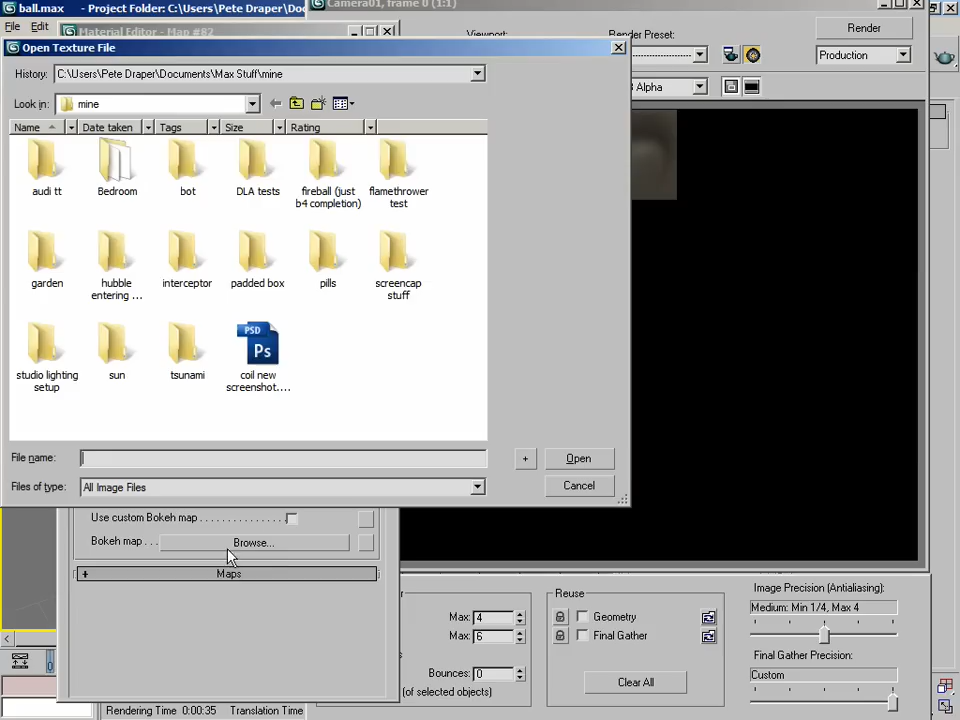 ball.max - Project Folder: C:\Users\Pete Draper\Doc
Camera01, frame 0 (1:1)
File Edit
Material Editor - Map #82
Viewport:
Render Preset:
Render
Open Texture File
Production
History: C:\Users\Pete Draper\Documents\Max Stuff\mine
Alpha
Look in: mine
Name Date taken Tags Size Rating
audi tt
Bedroom
bot
DLA tests
fireball (just
b4 completion)
flamethrower
test
garden
hubble
entering ...
interceptor
padded box
pills
screencap
stuff
studio lighting
setup
sun
tsunami
PSD
Ps
coil new
screenshot....
File name:
+
Open
Files of type: All Image Files
Cancel
Use custom Bokeh map . . . . . . . . . . . . . . .
Bokeh map . . . Browse...
+ Maps
Max: 4
Max: 6
Bounces: 0
(of selected objects)
Reuse
Geometry
Final Gather
Clear All
Image Precision (Antialiasing):
Medium: Min 1/4, Max 4
Final Gather Precision:
Custom
0
Rendering Time 0:00:35 Translation Time